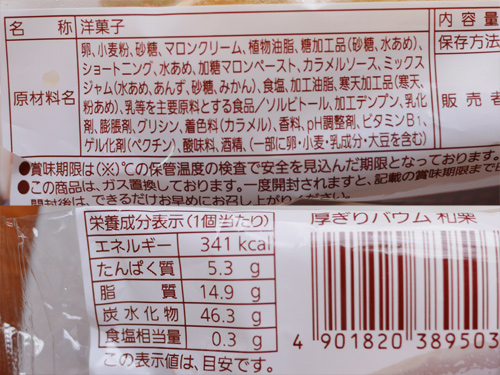 名　称 洋菓子
内容量
保存方法
原材料名
卵、小麦粉、砂糖、マロンクリーム、植物油脂、糖加工品(砂糖、水あめ)、
ショートニング、水あめ、加糖マロンペースト、カラメルソース、ミックス
ジャム(水あめ、あんず、砂糖、みかん)、食塩、加工油脂、寒天加工品(寒天、
粉あめ)、乳等を主要原料とする食品/ソルビトール、加工デンプン、乳化
剤、膨脹剤、グリシン、着色料(カラメル)、香料、pH調整剤、ビタミンB1、
ゲル化剤(ペクチン)、酸味料、酒精、(一部に卵・小麦・乳成分・大豆を含む)
販売者
●賞味期限は(※)での保管温度の検査で安全を見込んだ期限となっております。
●この商品は、ガス置換しております。一度開封されますと、記載の賞味期限まで
開封後は、できるだけお早めにお召し上がりください。
栄養成分表示(1個当たり)
エネルギー 341 kcal
たんぱく質 5.3 g
脂　質 14.9 g
炭水化物 46.3 g
食塩相当量 0.3 g
この表示値は、目安です。
厚ぎりバウム 和栗
4 901820 389503